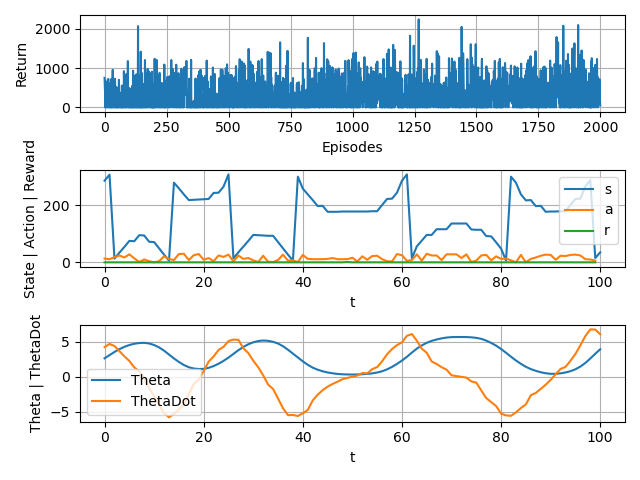 2000
1000
0
Return
0 250 500 750 1000 1250 1500 1750 2000
Episodes
200
0
State | Action | Reward
s
a
r
0 20 40 60 80 100
t
5
0
−5
Theta | ThetaDot
Theta
ThetaDot
0 20 40 60 80 100
t